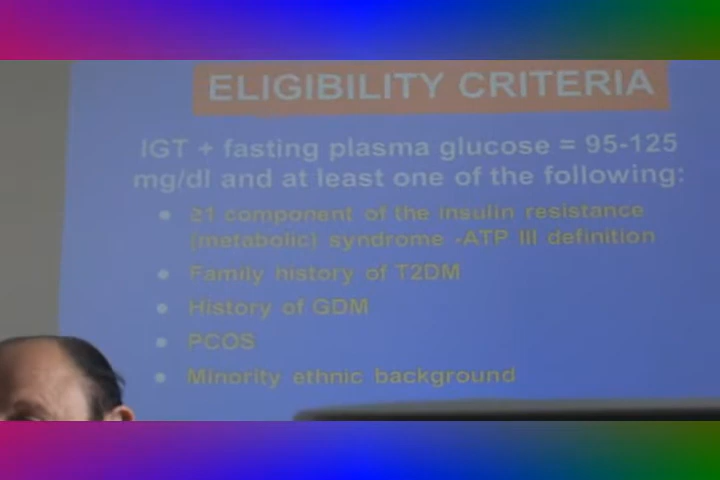 ELIGIBILITY CRITERIA
IGT + fasting plasma glucose = 95-125
mg/dl and at least one of the following:
• ≥1 component of the insulin resistance
(metabolic) syndrome -ATP III definition
• Family history of T2DM
• History of GDM
• PCOS
• Minority ethnic background